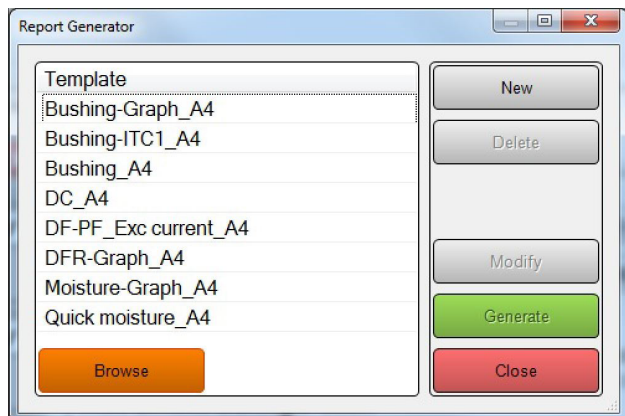 Report Generator
Template
Bushing-Graph_A4
Bushing-ITC1_A4
Bushing_A4
DC_A4
DF-PF_Exc current_A4
DFR-Graph_A4
Moisture-Graph_A4
Quick moisture_A4
Browse
New
Delete
Modify
Generate
Close